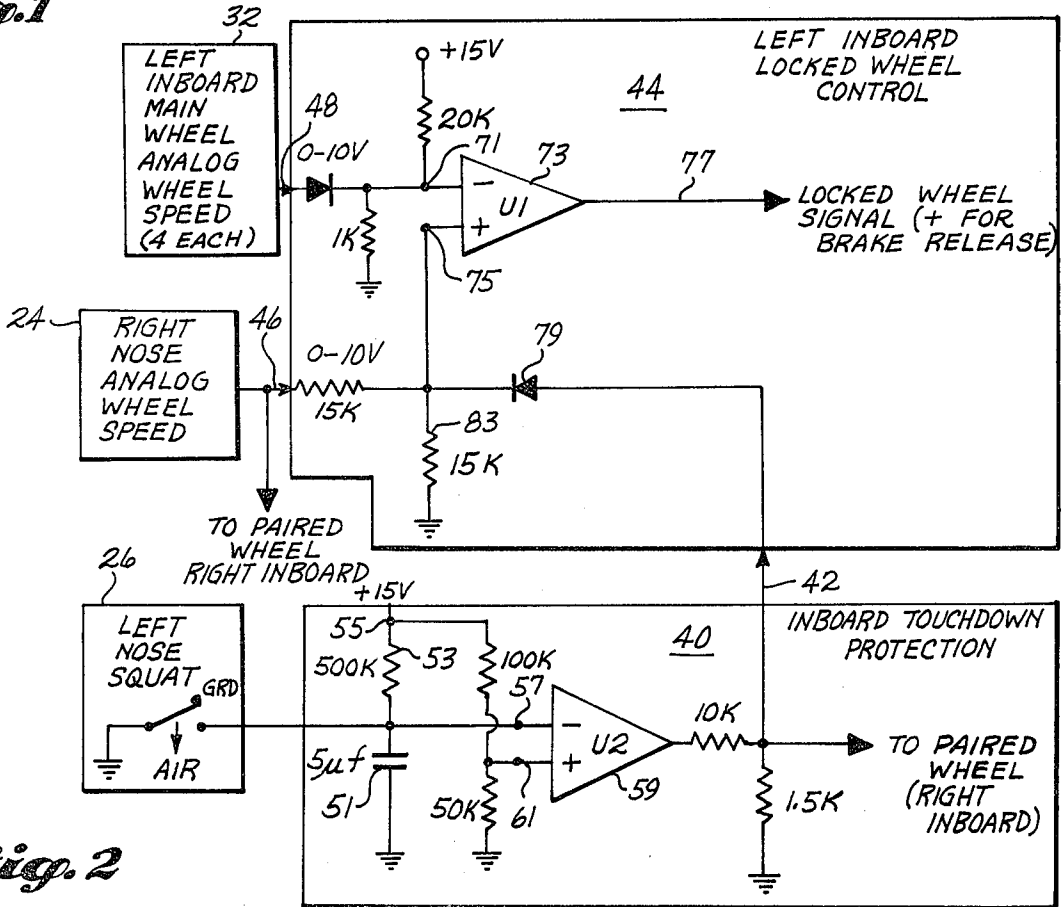 Fig.1
32
LEFT
INBOARD
MAIN
WHEEL
ANALOG
WHEEL
SPEED
(4 EACH)
48
0-10V
+15V
20K
71
1K
44
LEFT INBOARD
LOCKED WHEEL
CONTROL
73
−
U1
+
75
77
LOCKED WHEEL
SIGNAL (+ FOR
BRAKE RELEASE)
24
RIGHT
NOSE
ANALOG
WHEEL
SPEED
46
0-10V
15K
79
83
15K
TO PAIRED
WHEEL
RIGHT INBOARD
42
26
LEFT
NOSE
SQUAT
GRD
AIR
+15V
55
500K
53
100K
57
5μf
51
50K
61
−
U2
+
59
40
INBOARD TOUCHDOWN
PROTECTION
10K
1.5K
TO PAIRED
WHEEL
(RIGHT
INBOARD)
Fig. 2